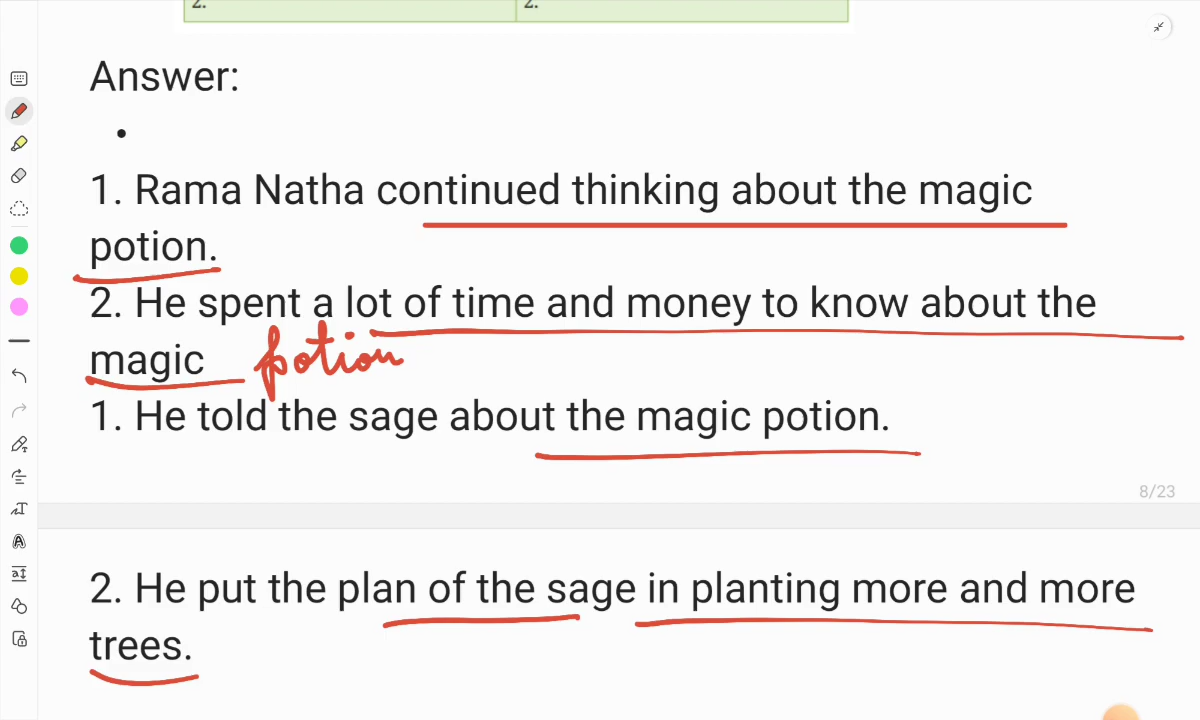 2. 2.
Answer:
•
1. Rama Natha continued thinking about the magic
potion.
2. He spent a lot of time and money to know about the
magic potion
1. He told the sage about the magic potion.
8/23
2. He put the plan of the sage in planting more and more
trees.